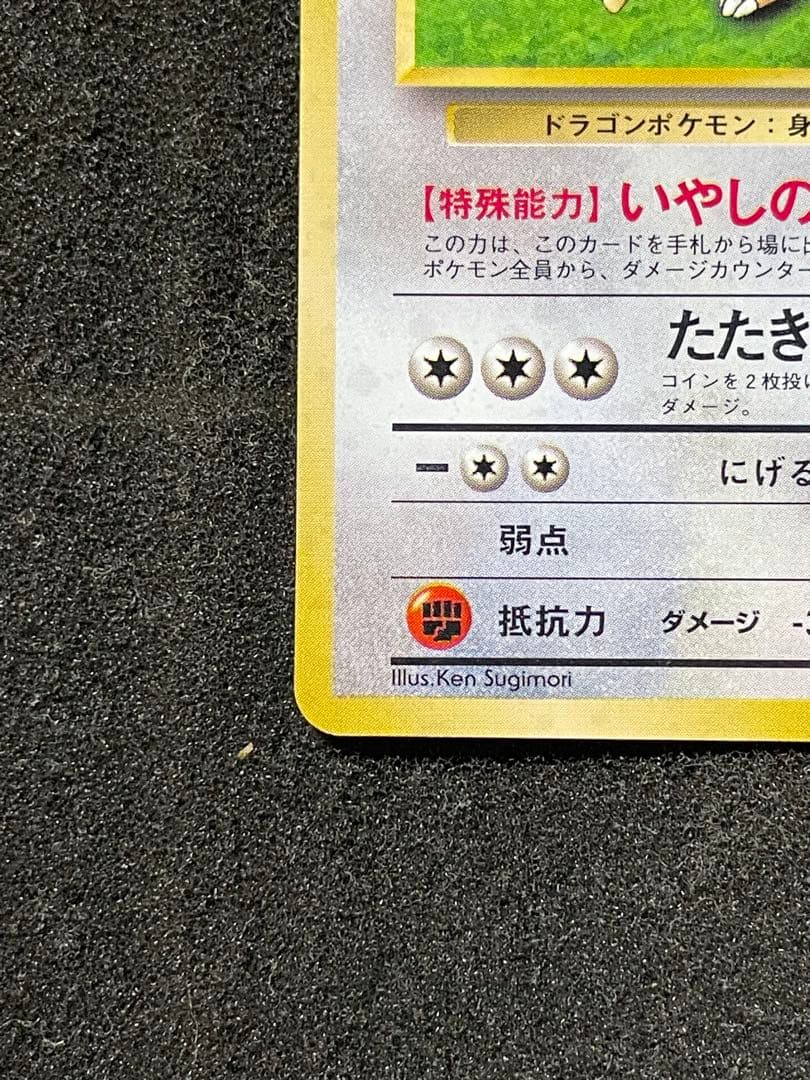 ドラゴンポケモン：身
【特殊能力】いやしの
この力は、このカードを手札から場に
ポケモン全員から、ダメージカウンター
たたき
コインを2枚投
ダメージ。
にげる
弱点
抵抗力 ダメージ
Illus.Ken Sugimori